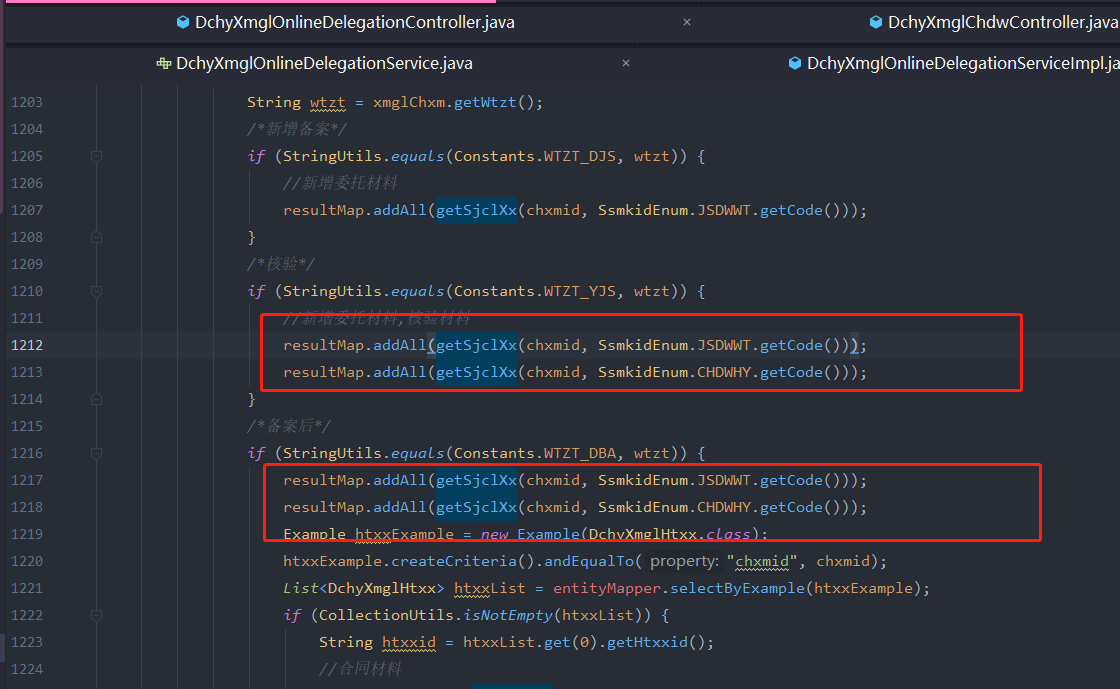 DchyXmglOnlineDelegationController.java × DchyXmglChdwController.java
DchyXmglOnlineDelegationService.java × DchyXmglOnlineDelegationServiceImpl.ja
1203 String wtzt = xmglChxm.getWtzt();
1204 /*新增备案*/
1205 if (StringUtils.equals(Constants.WTZT_DJS, wtzt)) {
1206 //新增委托材料
1207 resultMap.addAll(getSjclXx(chxmid, SsmkidEnum.JSDWWT.getCode()));
1208 }
1209 /*核验*/
1210 if (StringUtils.equals(Constants.WTZT_YJS, wtzt)) {
1211 //新增委托材料,核验材料
1212 resultMap.addAll(getSjclXx(chxmid, SsmkidEnum.JSDWWT.getCode()));
1213 resultMap.addAll(getSjclXx(chxmid, SsmkidEnum.CHDWHY.getCode()));
1214 }
1215 /*备案后*/
1216 if (StringUtils.equals(Constants.WTZT_DBA, wtzt)) {
1217 resultMap.addAll(getSjclXx(chxmid, SsmkidEnum.JSDWWT.getCode()));
1218 resultMap.addAll(getSjclXx(chxmid, SsmkidEnum.CHDWHY.getCode()));
1219 Example htxxExample = new Example(DchyXmglHtxx.class);
1220 htxxExample.createCriteria().andEqualTo( property: "chxmid", chxmid);
1221 List<DchyXmglHtxx> htxxList = entityMapper.selectByExample(htxxExample);
1222 if (CollectionUtils.isNotEmpty(htxxList)) {
1223 String htxxid = htxxList.get(0).getHtxxid();
1224 //合同材料